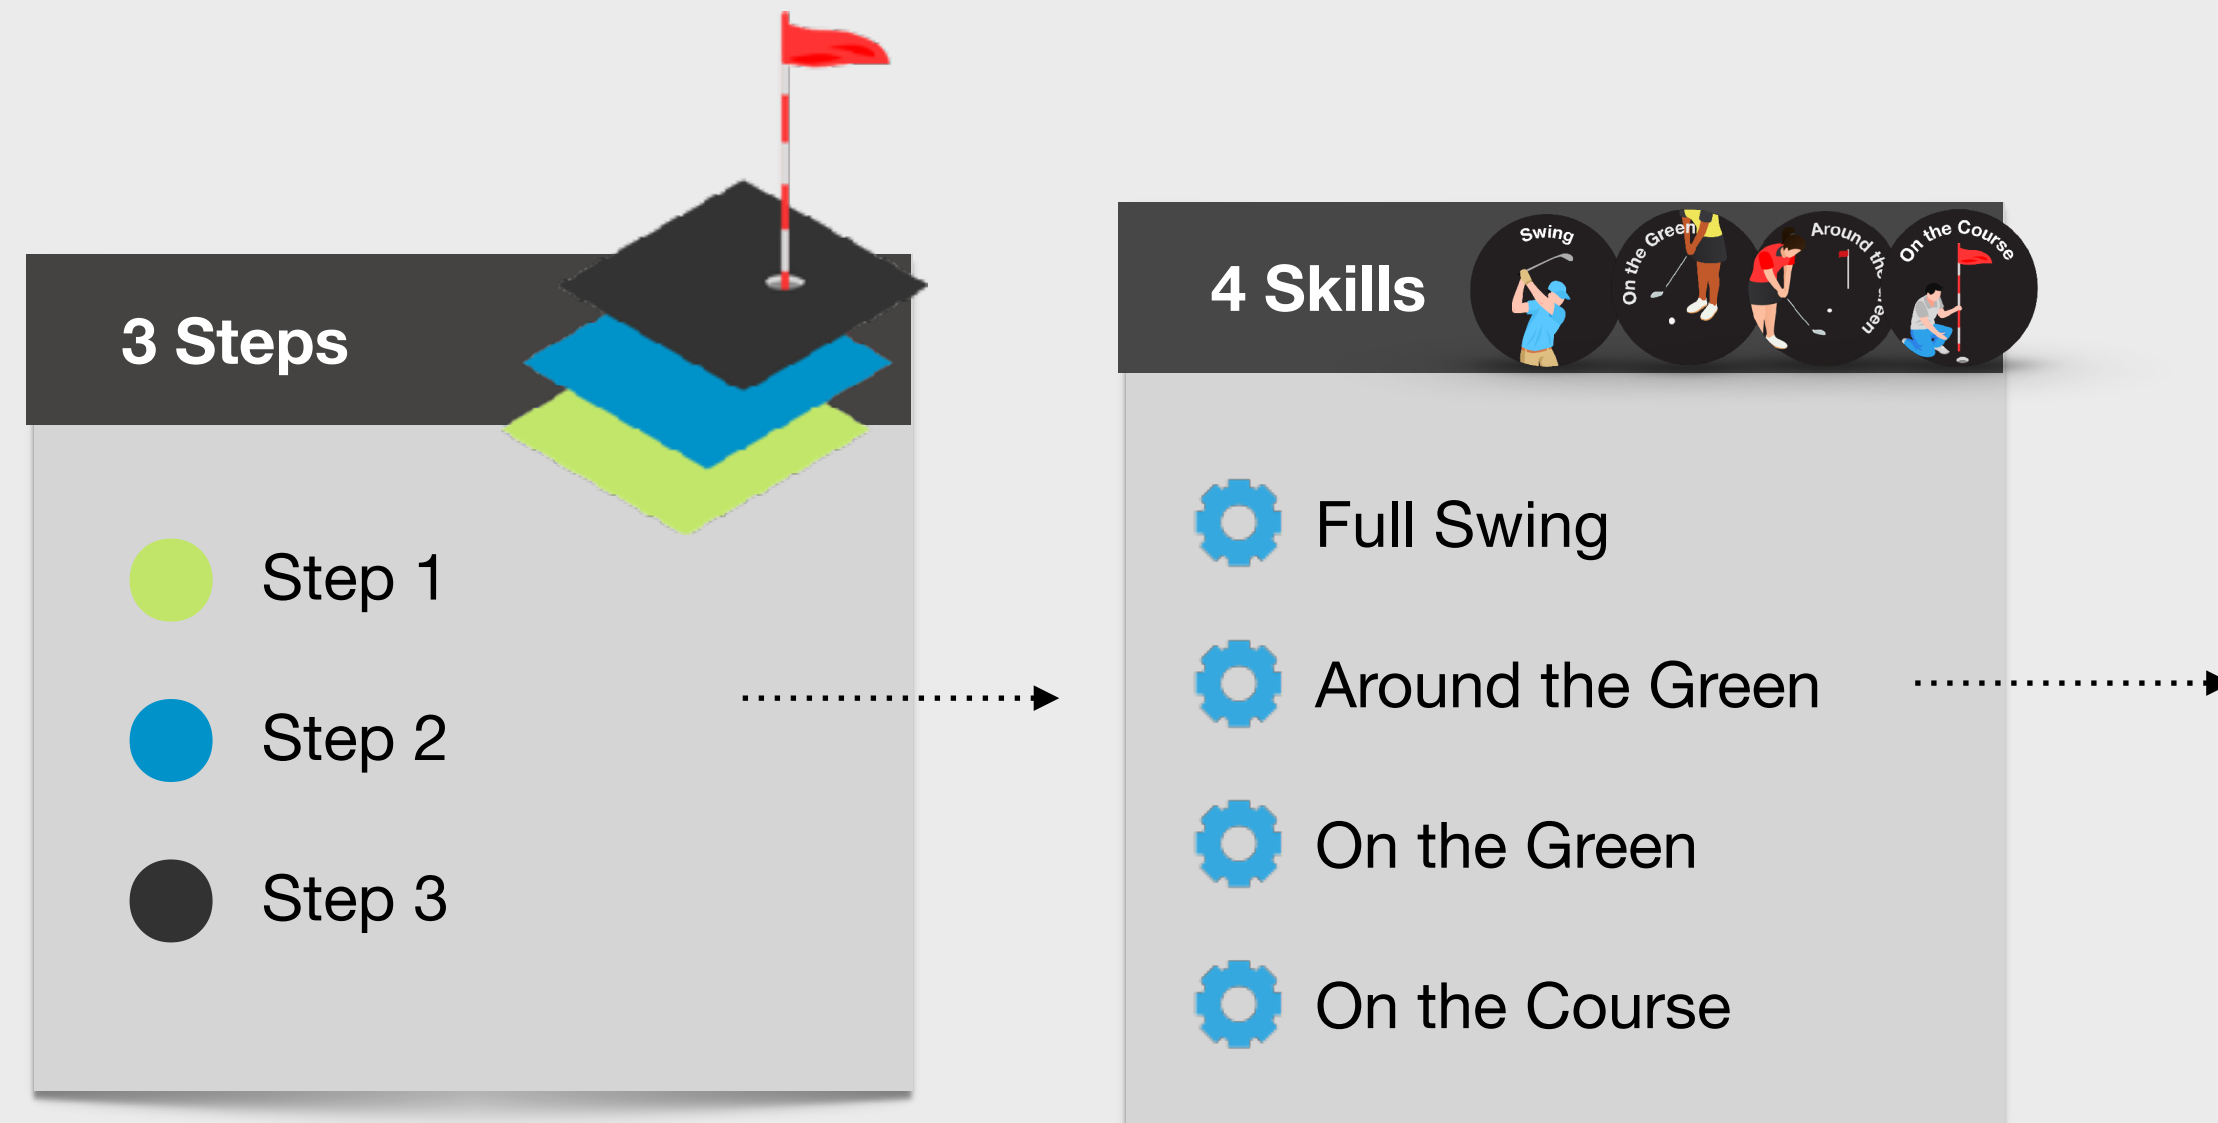 3 Steps
Step 1
Step 2
Step 3
4 Skills
Swing
On the Green
Around the Green
On the Course
Full Swing
Around the Green
On the Green
On the Course